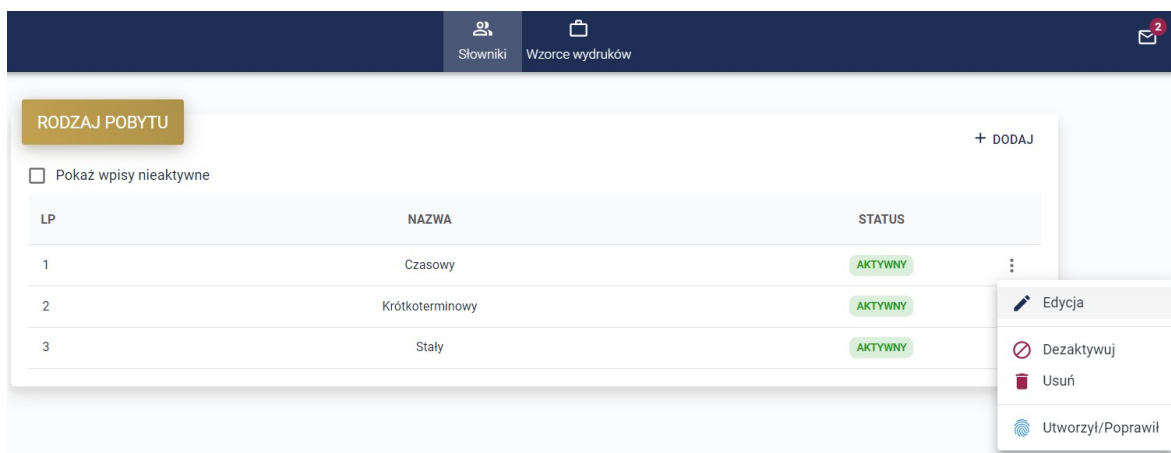 2
Słowniki Wzorce wydruków
RODZAJ POBYTU
+ DODAJ
Pokaż wpisy nieaktywne
LP NAZWA STATUS
1 Czasowy AKTYWNY
2 Krótkoterminowy AKTYWNY
3 Stały AKTYWNY
Edycja
Dezaktywuj
Usuń
Utworzył/Poprawił